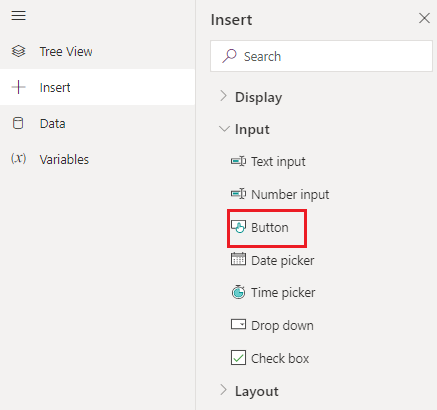 Tree View
Insert
Data
(x) Variables
Insert
Search
Display
Input
Text input
Number input
Button
Date picker
Time picker
Drop down
Check box
Layout